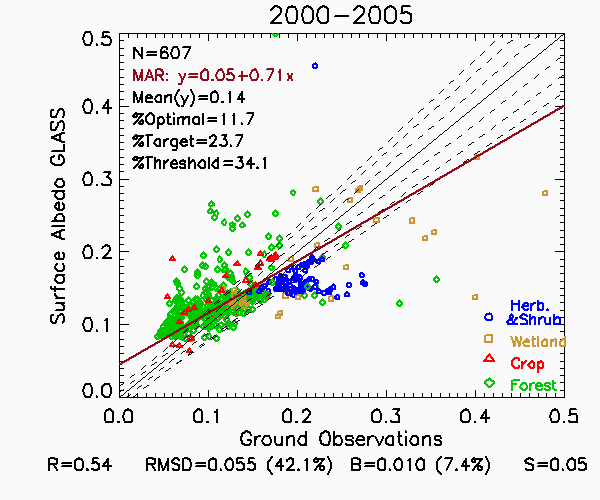 2000-2005
N=607
MAR: y=0.05+0.71x
Mean(y)=0.14
%Optimal=11.7
%Target=23.7
%Threshold=34.1
Surface Albedo GLASS
0.5
0.4
0.3
0.2
0.1
0.0
Herb.
&Shrub
Wetland
Crop
Forest
0.0 0.1 0.2 0.3 0.4 0.5
Ground Observations
R=0.54 RMSD=0.055 (42.1%) B=0.010 (7.4%) S=0.05